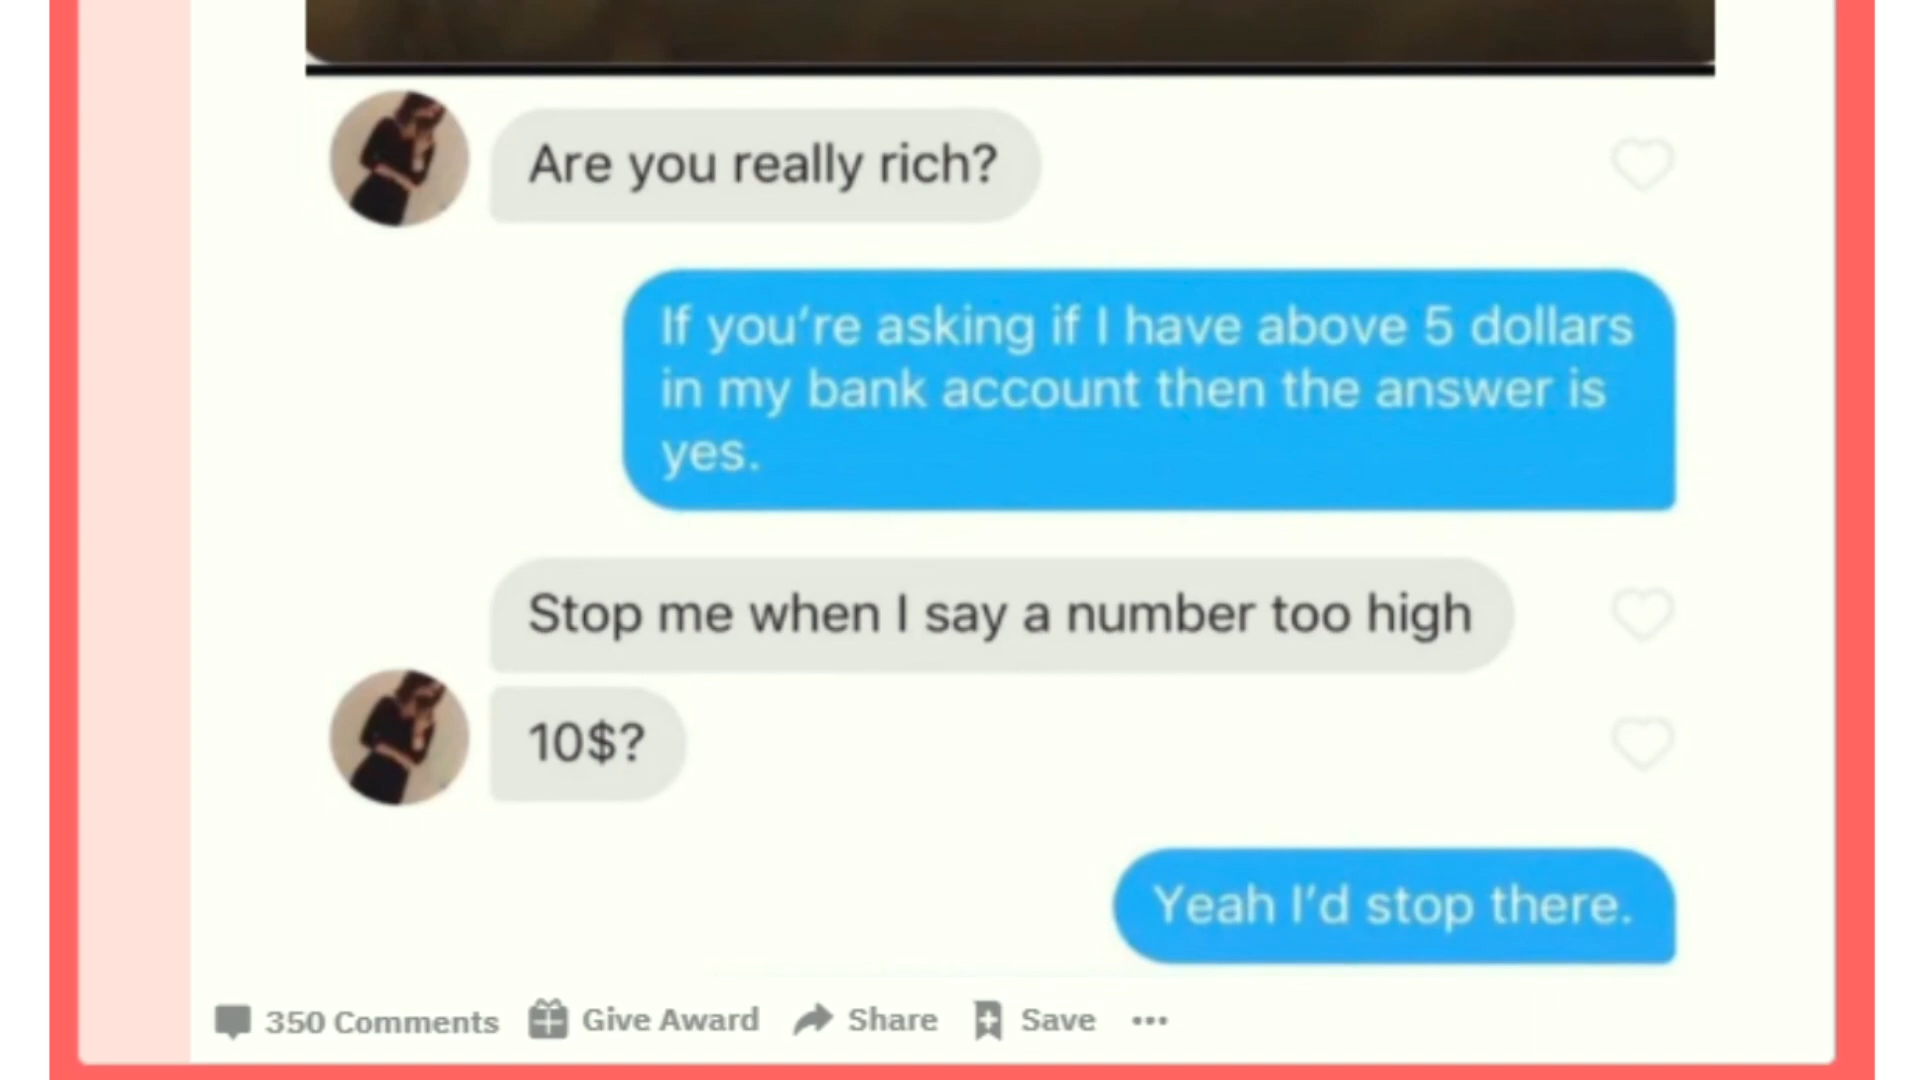 Are you really rich?
If you're asking if I have above 5 dollars
in my bank account then the answer is
yes.
Stop me when I say a number too high
10$?
Yeah I'd stop there.
350 Comments Give Award Share Save ...